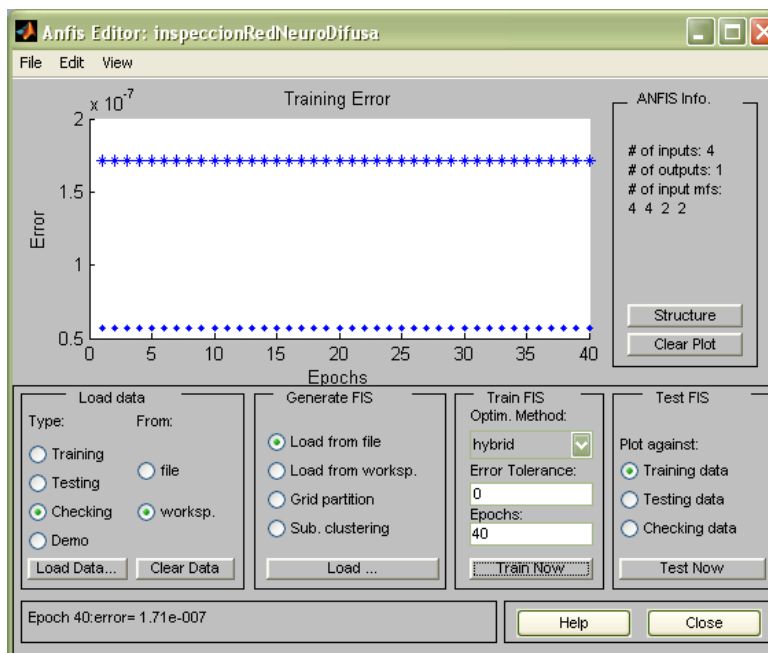 Anfis Editor: inspeccionRedNeuroDifusa
File Edit View
x 10^-7
Training Error
2
1.5
1
0.5
Error
0 5 10 15 20 25 30 35 40
Epochs
ANFIS Info.
# of inputs: 4
# of outputs: 1
# of input mfs:
4 4 2 2
Structure
Clear Plot
Load data
Type: From:
Training
Testing
Checking
Demo
file
worksp.
Load Data... Clear Data
Generate FIS
Load from file
Load from worksp.
Grid partition
Sub. clustering
Load ...
Train FIS
Optim. Method:
hybrid
Error Tolerance:
0
Epochs:
40
Train Now
Test FIS
Plot against:
Training data
Testing data
Checking data
Test Now
Epoch 40:error= 1.71e-007
Help Close